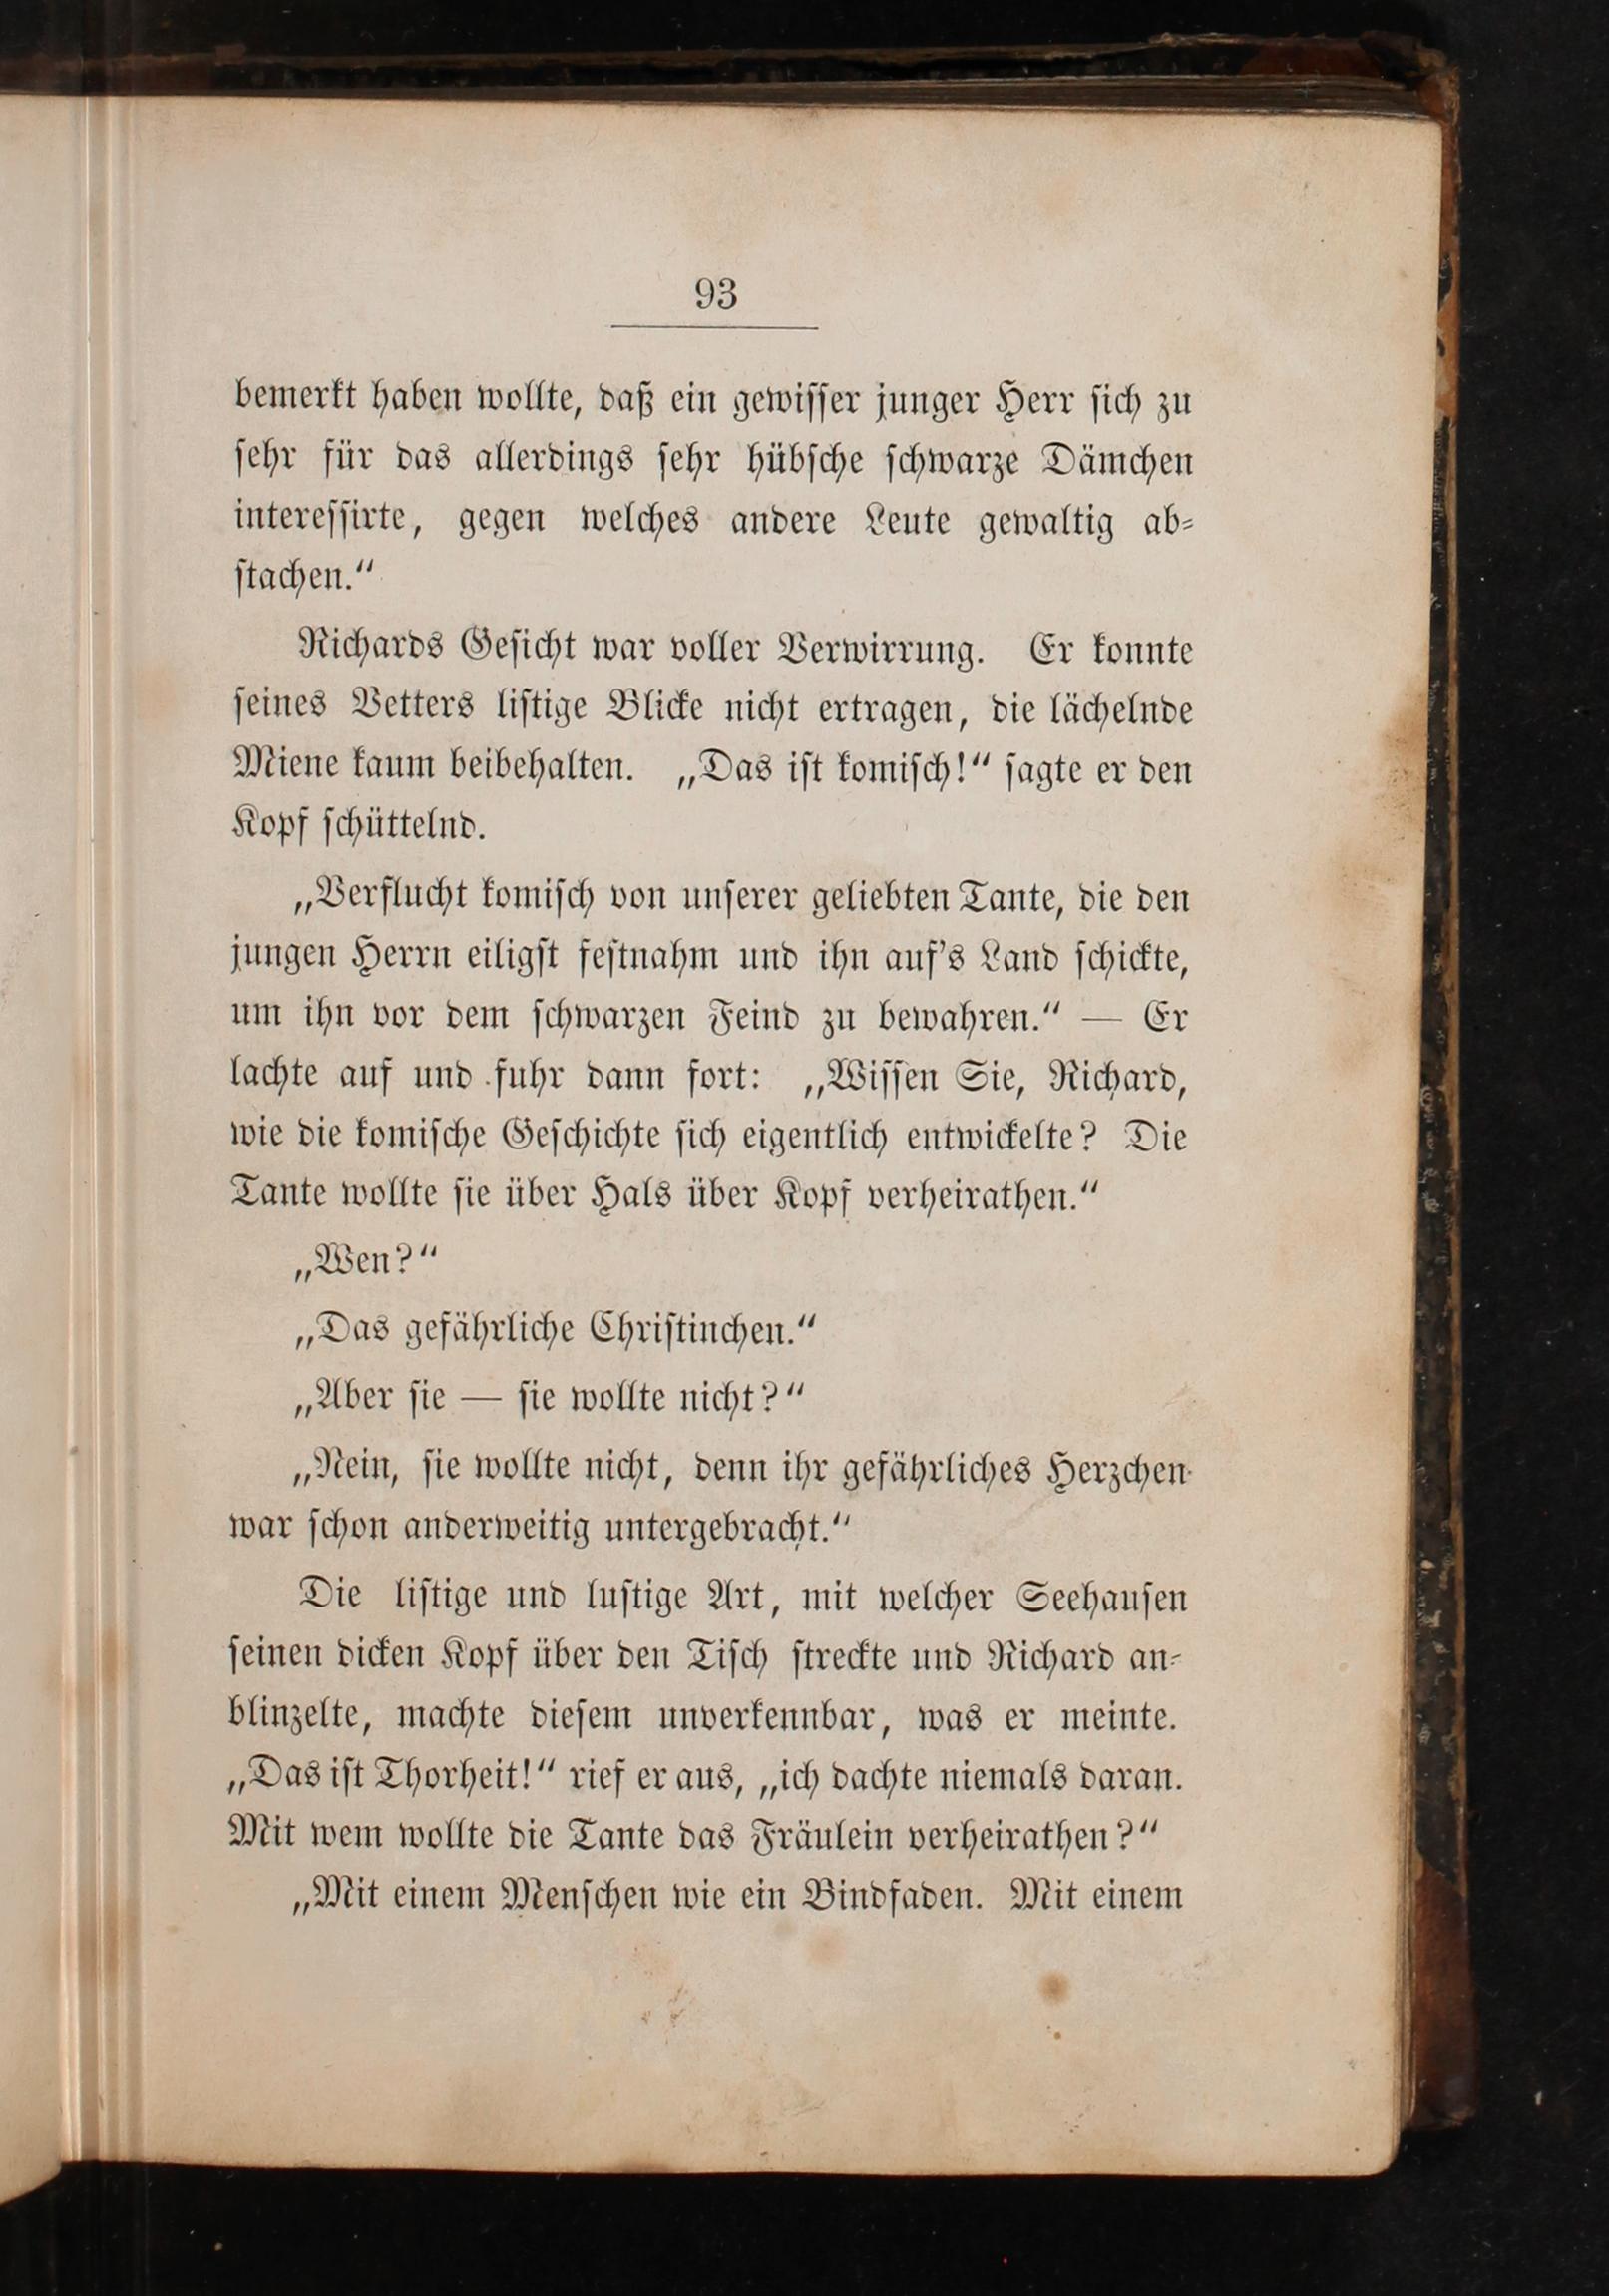 93
bemerkt haben wollte, daß ein gewiſſer junger Herr ſich zu
ſehr für das allerdings ſehr hübſche ſchwarze Dämchen
intereſſirte, gegen welches andere Leute gewaltig ab⸗
ſtachen.“
Richards Geſicht war voller Verwirrung. Er konnte
ſeines Vetters liſtige Blicke nicht ertragen, die lächelnde
Miene kaum beibehalten. „Das iſt komiſch!“ ſagte er den
Kopf ſchüttelnd.
„Verflucht komiſch von unſerer geliebten Tante, die den
jungen Herrn eiligſt feſtnahm und ihn auf’s Land ſchickte,
um ihn vor dem ſchwarzen Feind zu bewahren.“ — Er
lachte auf und fuhr dann fort: „Wiſſen Sie, Richard,
wie die komiſche Geſchichte ſich eigentlich entwickelte? Die
Tante wollte ſie über Hals über Kopf verheirathen.“
„Wen?“
„Das gefährliche Chriſtinchen.“
„Aber ſie — ſie wollte nicht?“
„Nein, ſie wollte nicht, denn ihr gefährliches Herzchen
war ſchon anderweitig untergebracht.“
Die liſtige und luſtige Art, mit welcher Seehauſen
ſeinen dicken Kopf über den Tiſch ſtreckte und Richard an⸗
blinzelte, machte dieſem unverkennbar, was er meinte.
„Das iſt Thorheit!“ rief er aus, „ich dachte niemals daran.
Mit wem wollte die Tante das Fräulein verheirathen?“
„Mit einem Menſchen wie ein Bindfaden. Mit einem